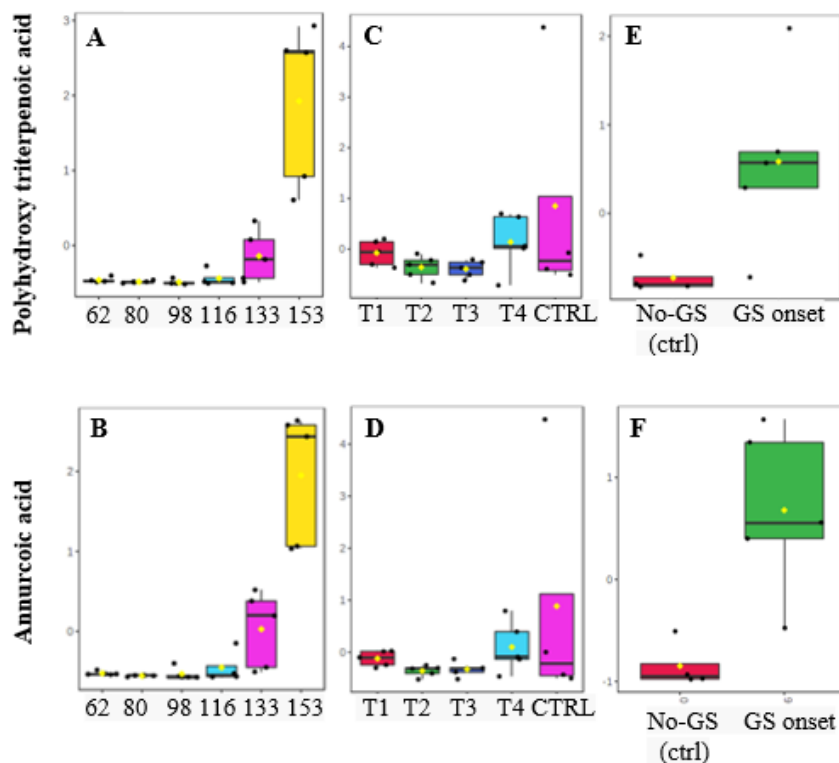 Polyhydroxy triterpenoic acid
A
3
2
1
0
62 80 98 116 133 153
C
4
1
0
T1 T2 T3 T4 CTRL
E
2
1
0
No-GS GS onset
(ctrl)
Annurcoic acid
B
2
1
0
62 80 98 116 133 153
D
4
3
2
1
0
T1 T2 T3 T4 CTRL
F
1
0
-1
No-GS GS onset
(ctrl)